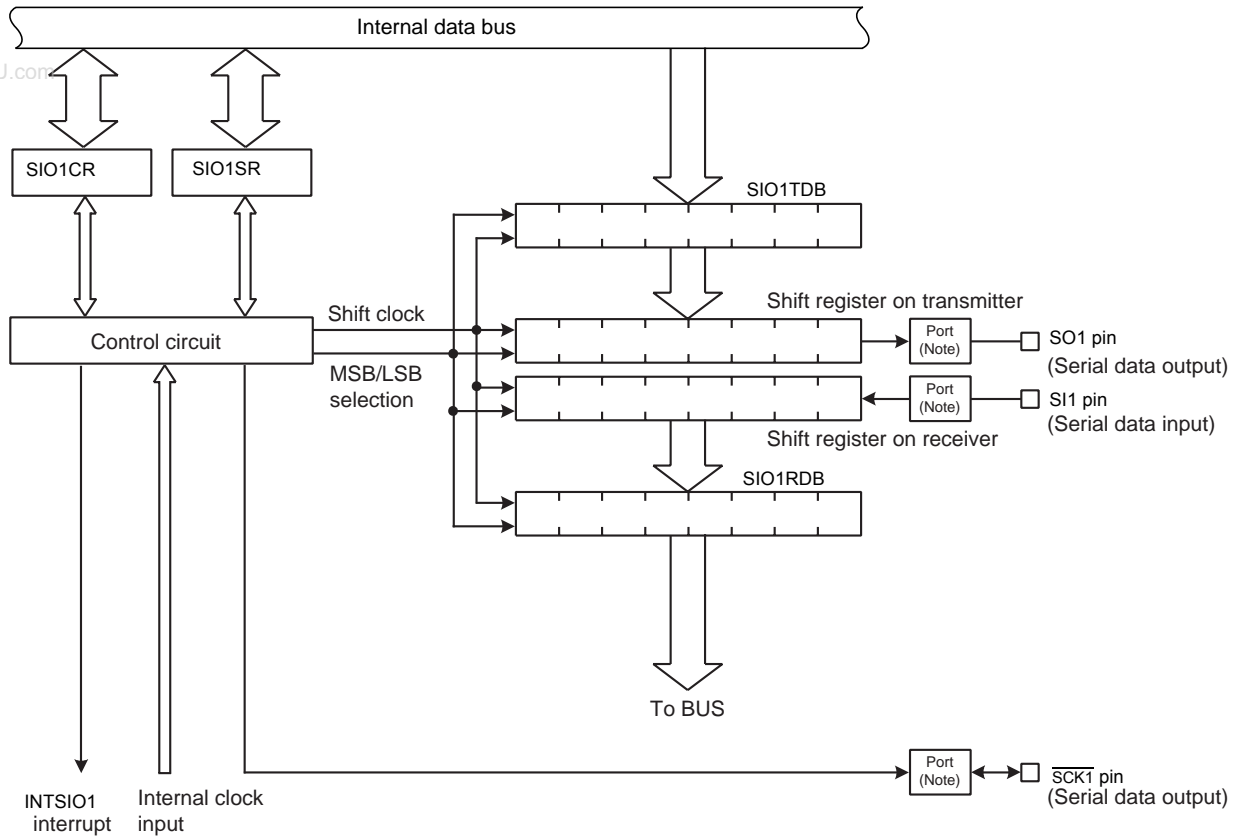 Internal data bus
J.com
SIO1CR
SIO1SR
SIO1TDB
Shift register on transmitter
Shift clock
Control circuit
MSB/LSB
selection
Port
(Note)
SO1 pin
(Serial data output)
Port
(Note)
SI1 pin
(Serial data input)
Shift register on receiver
SIO1RDB
To BUS
Port
(Note)
SCK1 pin
(Serial data output)
INTSIO1
interrupt
Internal clock
input